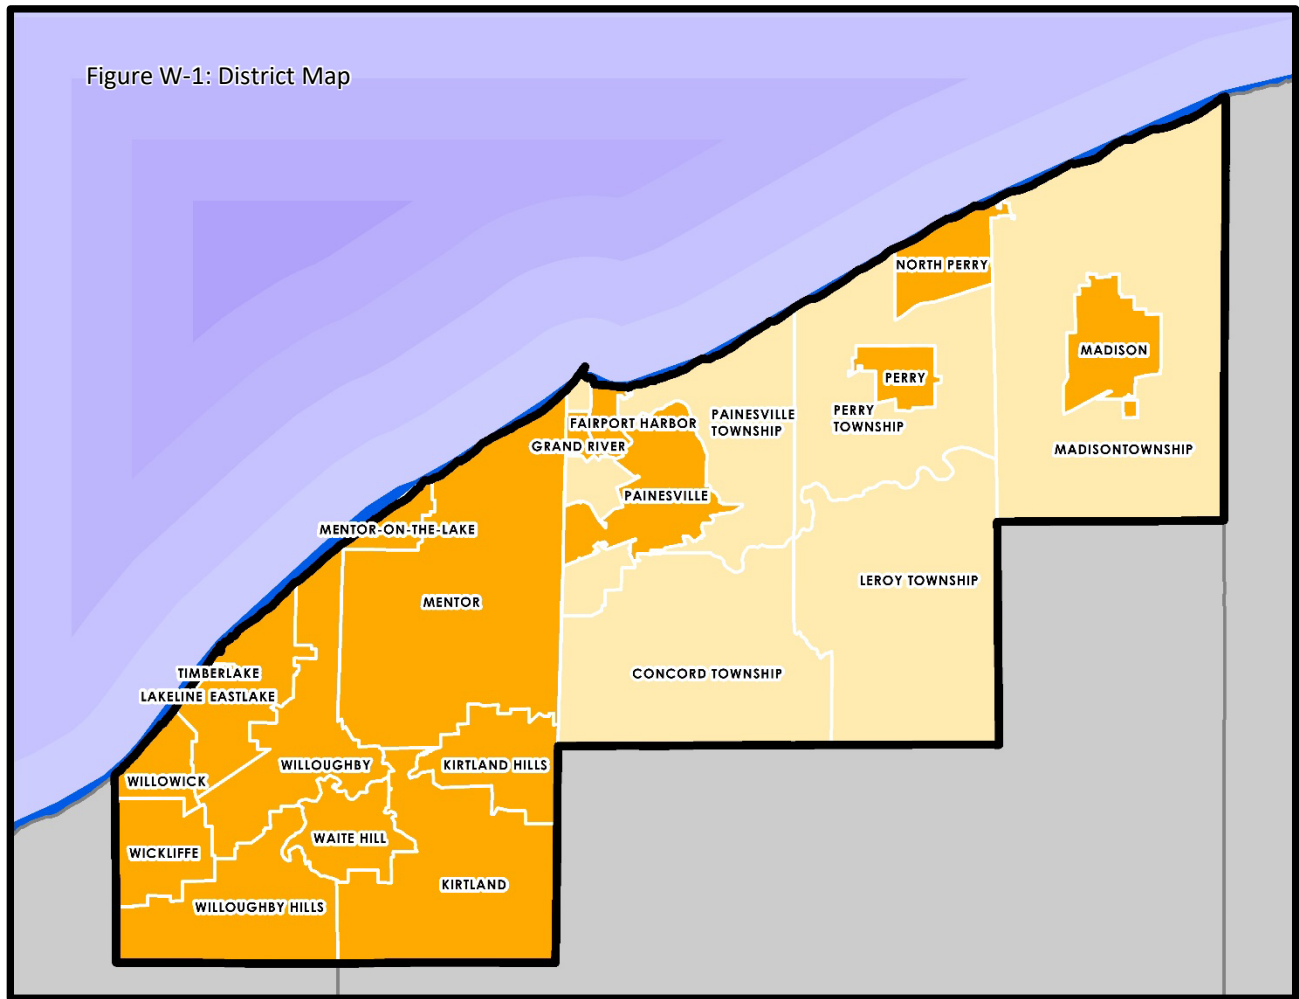 Figure W-1: District Map
NORTH PERRY
MADISON
PERRY
PAINESVILLE
TOWNSHIP
PERRY
TOWNSHIP
FAIRPORT HARBOR
GRAND RIVER
MADISONTOWNSHIP
PAINESVILLE
MENTOR-ON-THE-LAKE
LEROY TOWNSHIP
MENTOR
TIMBERLAKE
CONCORD TOWNSHIP
LAKELINE EASTLAKE
WILLOUGHBY
KIRTLAND HILLS
WILLOWICK
WAITE HILL
WICKLIFFE
KIRTLAND
WILLOUGHBY HILLS